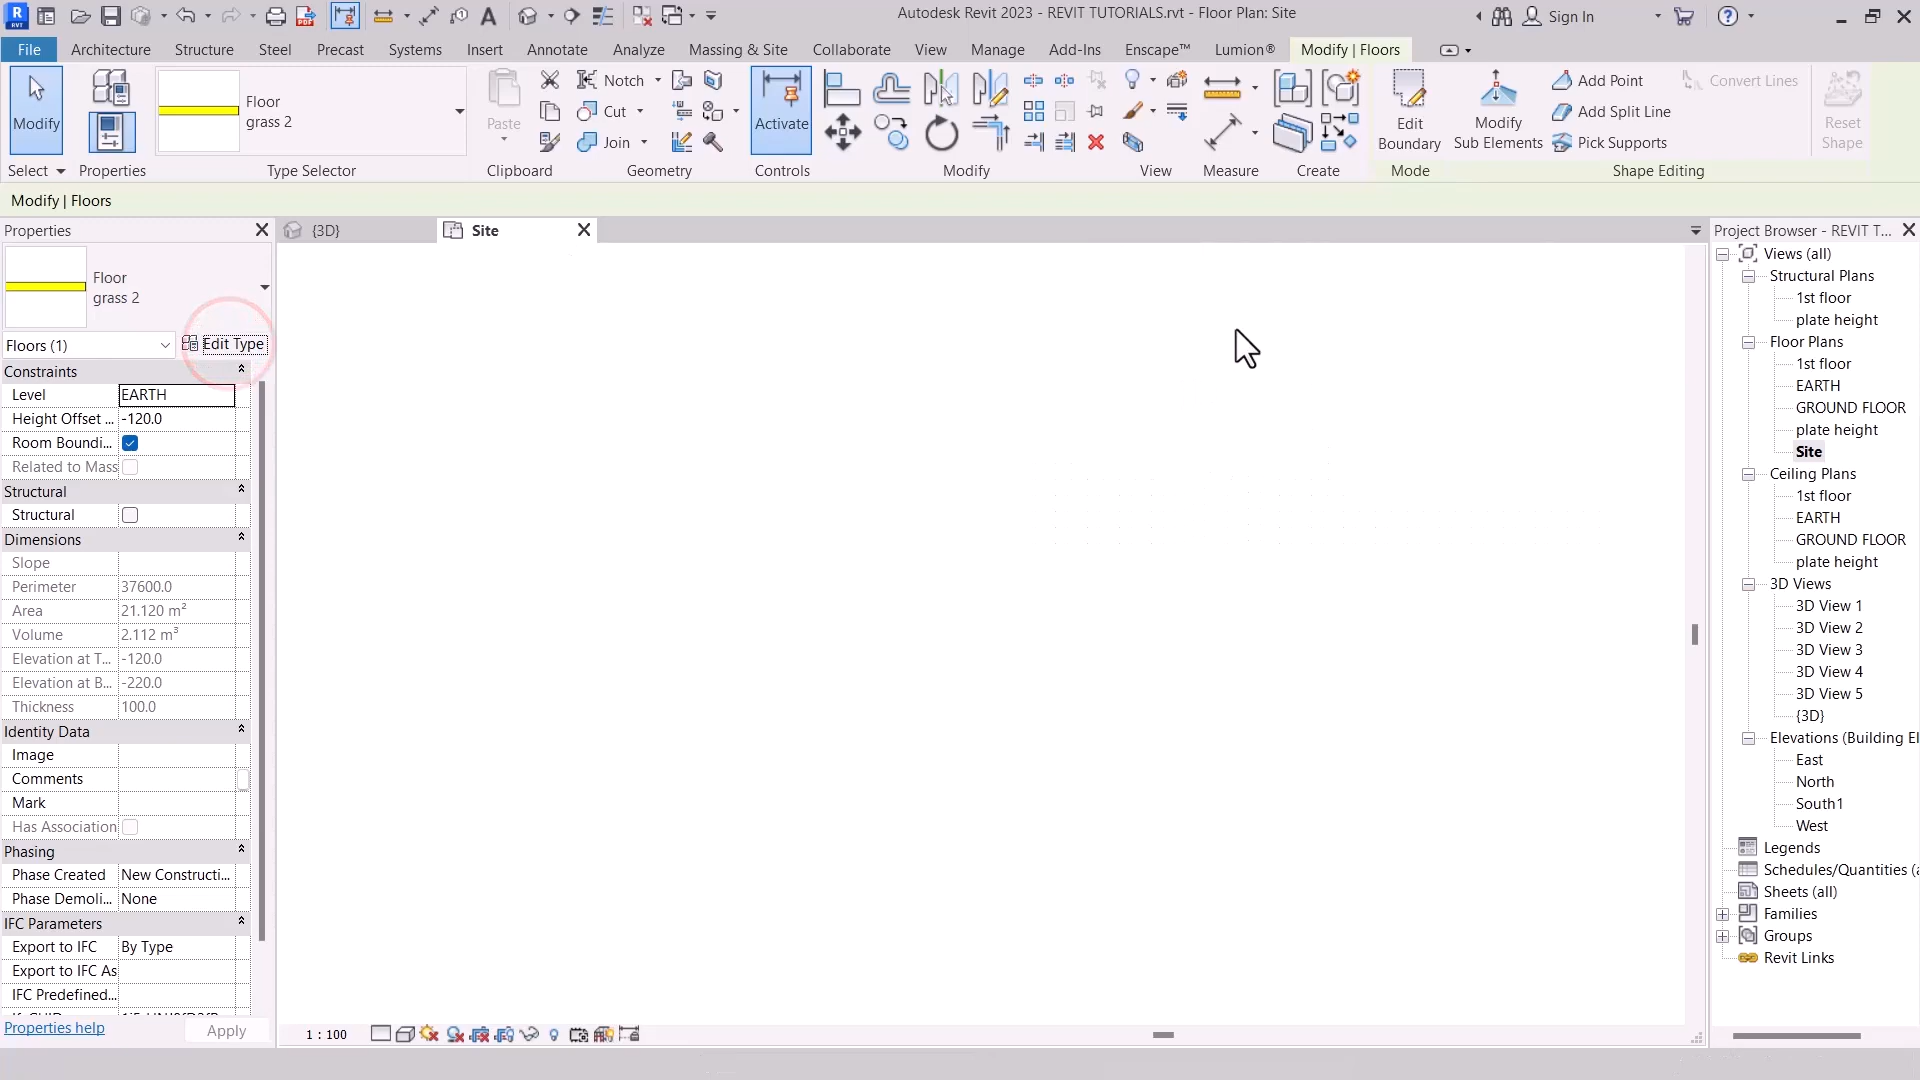 Autodesk Revit 2023 - REVIT TUTORIALS.rvt - Floor Plan: Site
Sign In
File
Architecture
Structure
Steel
Precast
Systems
Insert
Annotate
Analyze
Massing & Site
Collaborate
View
Manage
Add-Ins
Enscape™
Lumion®
Modify | Floors
Modify
Floor
grass 2
Paste
Notch
Cut
Join
Activate
Edit
Boundary
Modify
Sub Elements
Add Point
Add Split Line
Pick Supports
Convert Lines
Reset
Shape
Select
Properties
Type Selector
Clipboard
Geometry
Controls
Modify
View
Measure
Create
Mode
Shape Editing
Modify | Floors
Properties
{3D}
Site
Project Browser - REVIT T...
Floor
grass 2
Floors (1)
Edit Type
Constraints
Level EARTH
Height Offset ... -120.0
Room Boundi...
Related to Mass
Structural
Structural
Dimensions
Slope
Perimeter 37600.0
Area 21.120 m²
Volume 2.112 m³
Elevation at T... -120.0
Elevation at B... -220.0
Thickness 100.0
Identity Data
Image
Comments
Mark
Has Association
Phasing
Phase Created New Constructi...
Phase Demoli... None
IFC Parameters
Export to IFC By Type
Export to IFC As
IFC Predefined...
Properties help
Apply
1 : 100
Views (all)
Structural Plans
1st floor
plate height
Floor Plans
1st floor
EARTH
GROUND FLOOR
plate height
Site
Ceiling Plans
1st floor
EARTH
GROUND FLOOR
plate height
3D Views
3D View 1
3D View 2
3D View 3
3D View 4
3D View 5
{3D}
Elevations (Building El
East
North
South1
West
Legends
Schedules/Quantities (a
Sheets (all)
Families
Groups
Revit Links